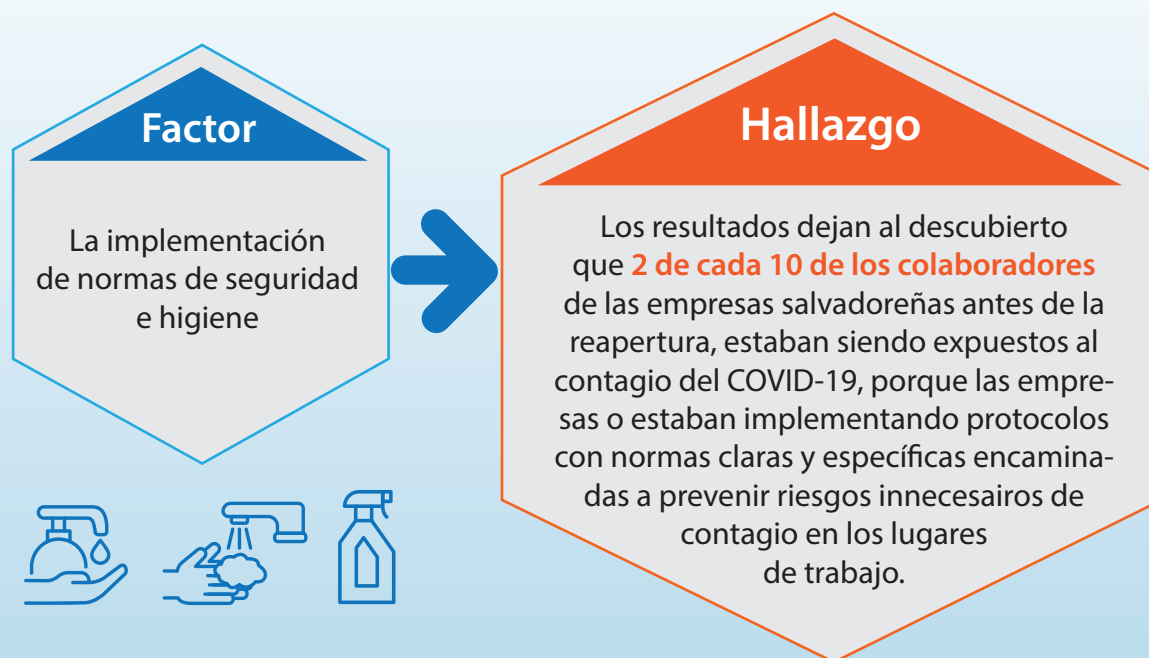 Factor
La implementación
de normas de seguridad
e higiene
Hallazgo
Los resultados dejan al descubierto
que 2 de cada 10 de los colaboradores
de las empresas salvadoreñas antes de la
reapertura, estaban siendo expuestos al
contagio del COVID-19, porque las empre-
sas o estaban implementando protocolos
con normas claras y específicas encamina-
das a prevenir riesgos innecesairos de
contagio en los lugares
de trabajo.